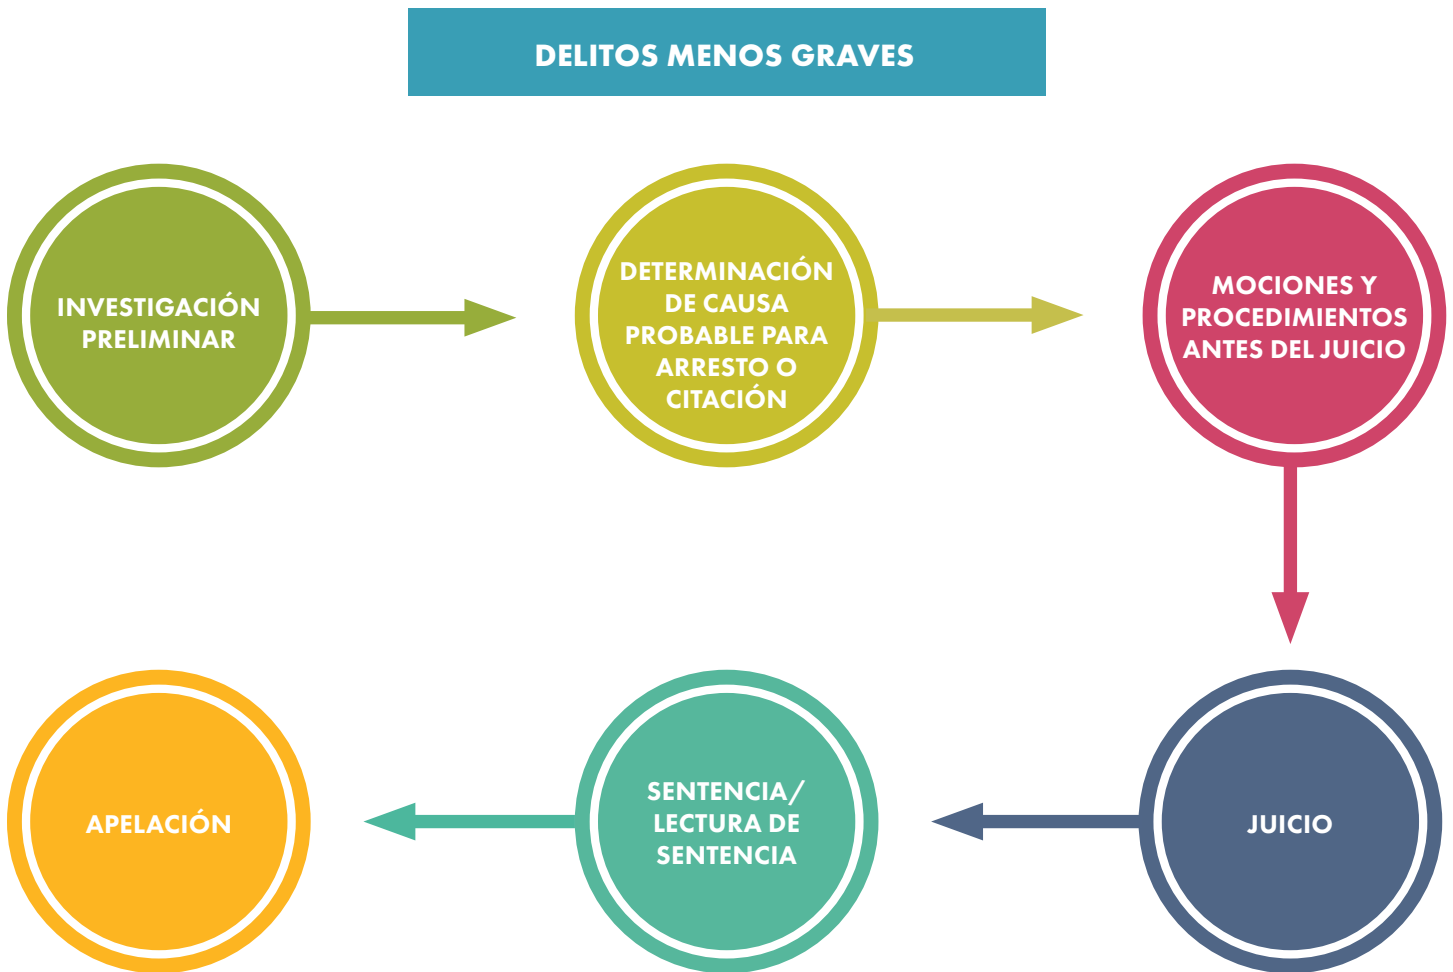 DELITOS MENOS GRAVES
INVESTIGACIÓN
PRELIMINAR
DETERMINACIÓN
DE CAUSA
PROBABLE PARA
ARRESTO O
CITACIÓN
MOCIONES Y
PROCEDIMIENTOS
ANTES DEL JUICIO
JUICIO
SENTENCIA/
LECTURA DE
SENTENCIA
APELACIÓN